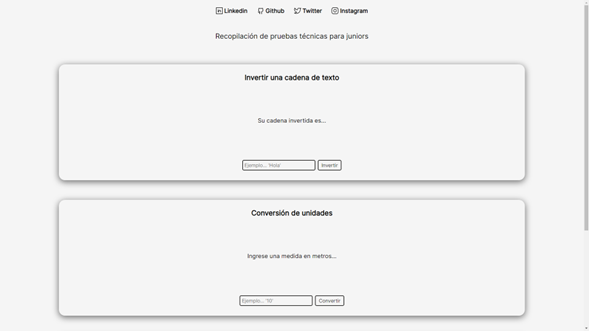 Linkedin Github Twitter Instagram
Recopilación de pruebas técnicas para juniors
Invertir una cadena de texto
Su cadena invertida es...
Ejemplo... 'Hola' Invertir
Conversión de unidades
Ingrese una medida en metros...
Ejemplo... '10' Convertir